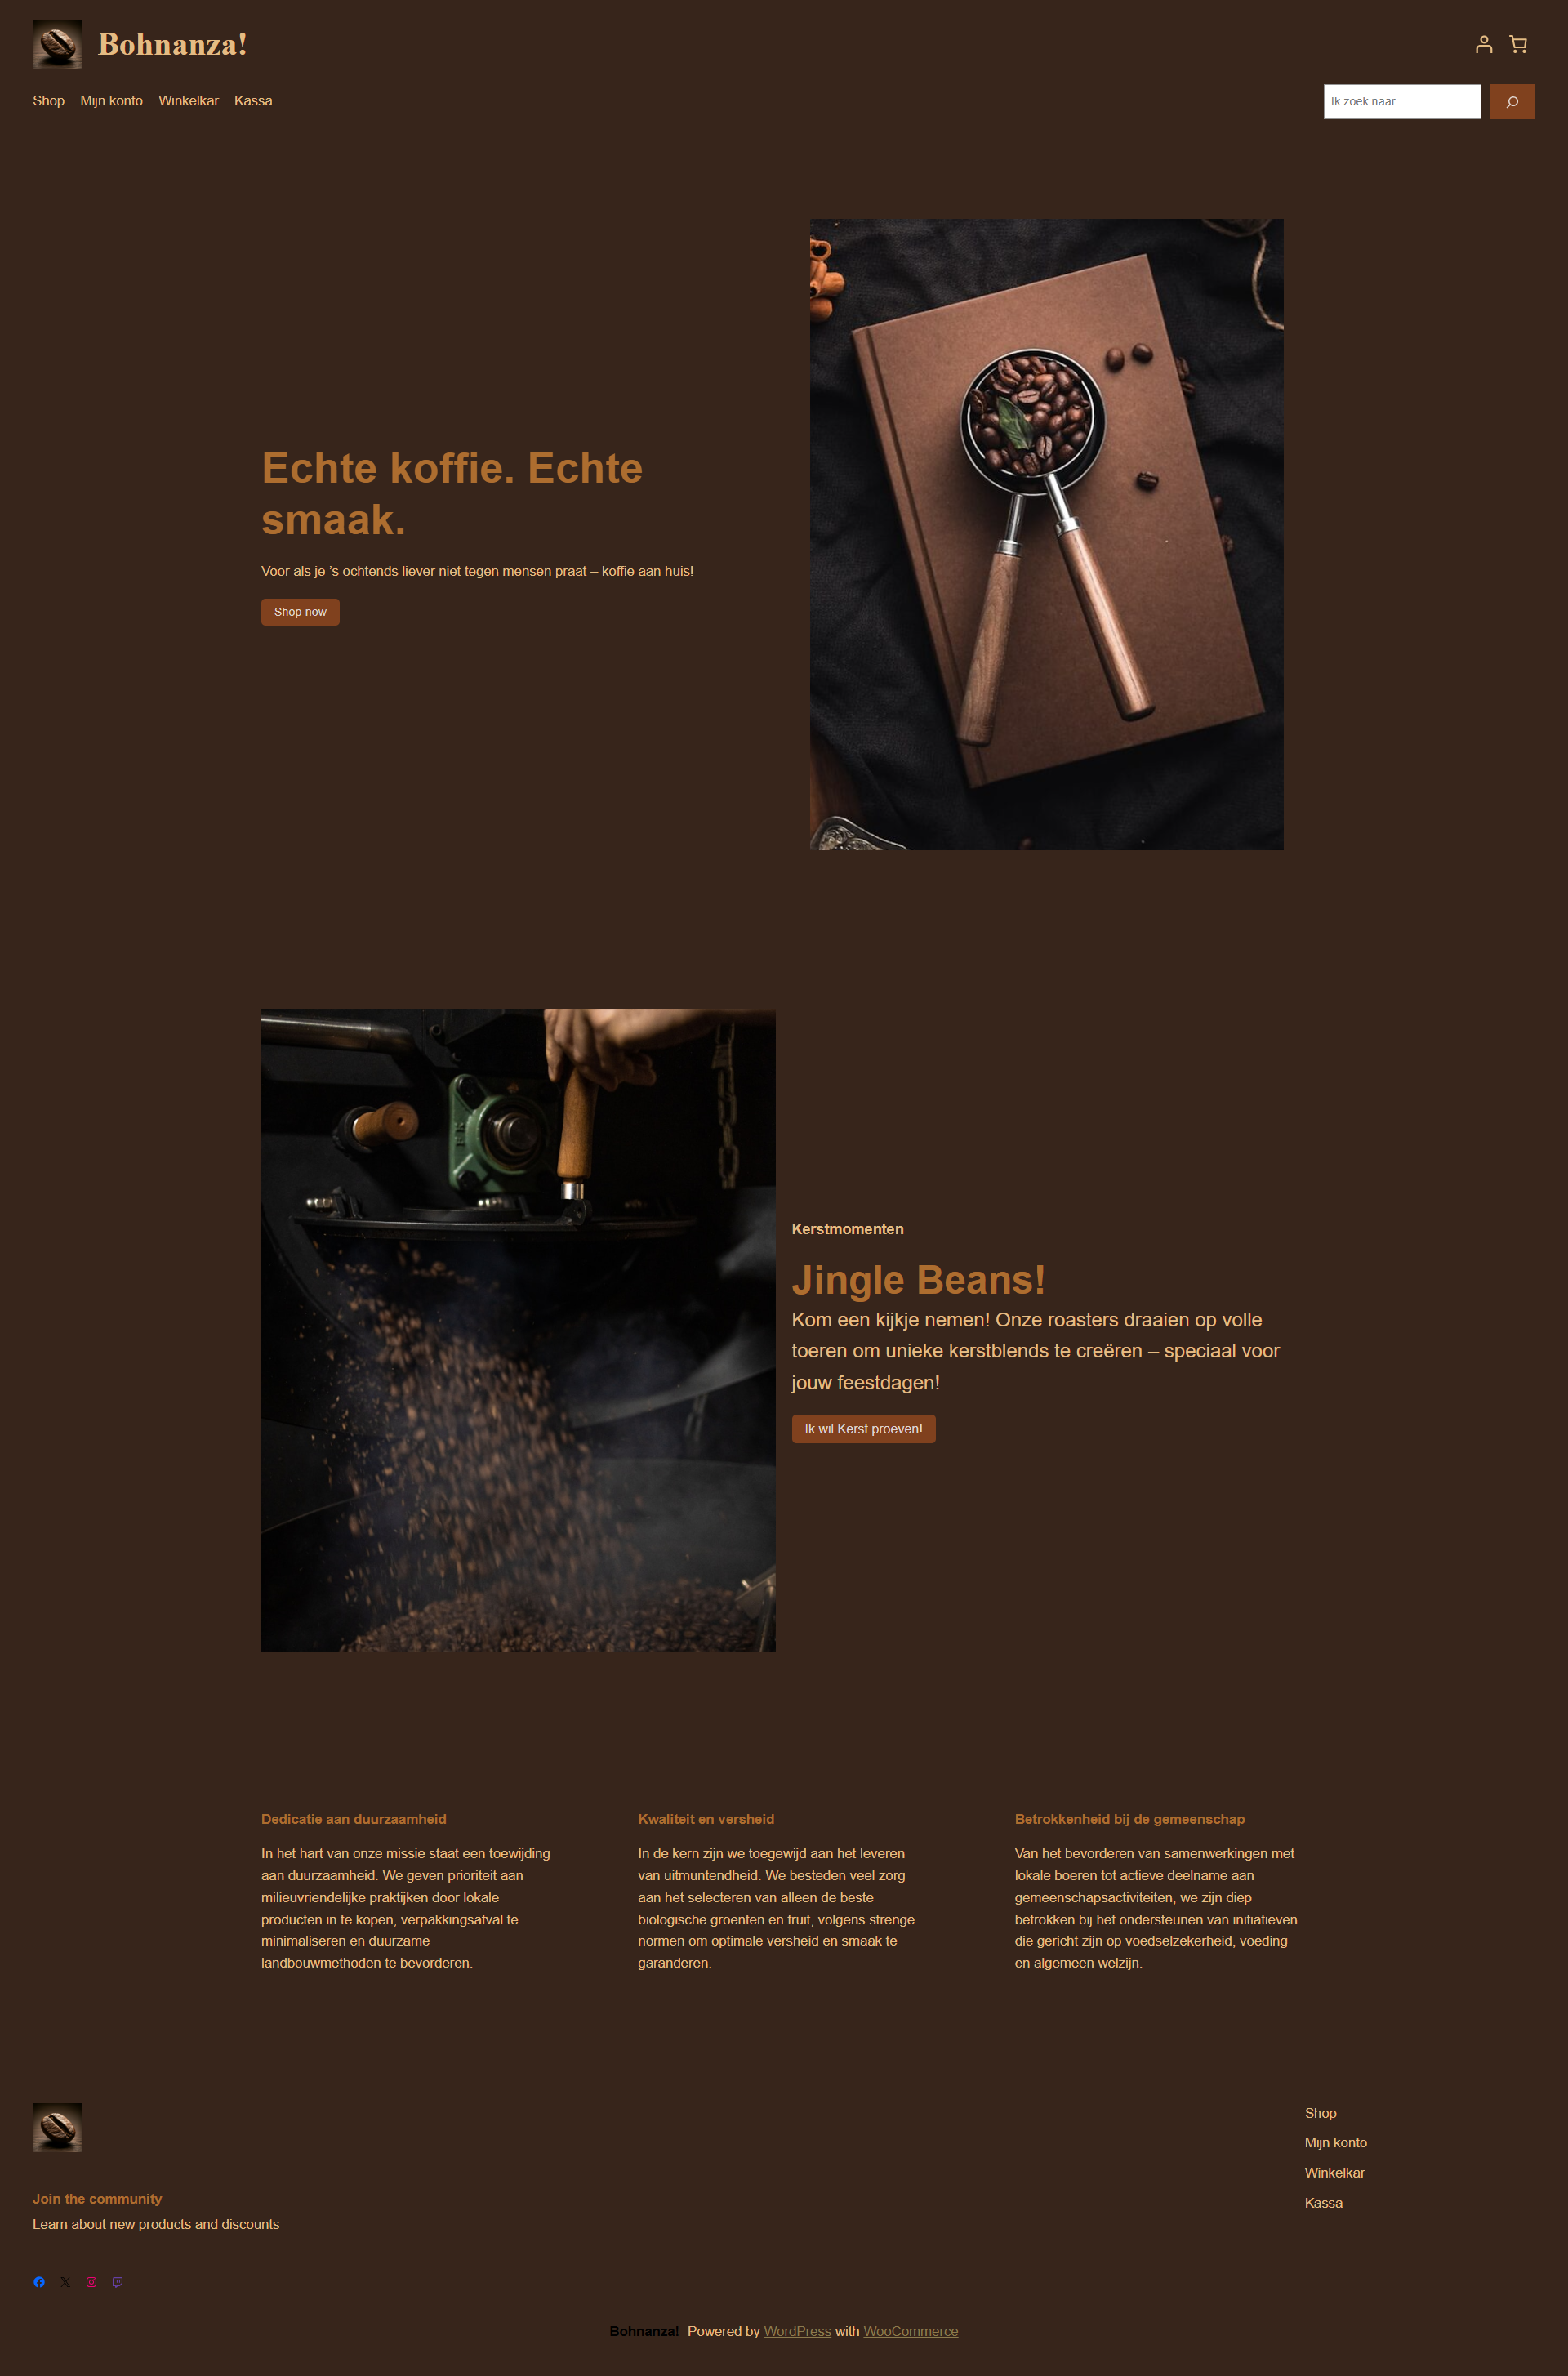 Bohnanza!
Shop Mijn konto Winkelkar Kassa
Ik zoek naar..
Echte koffie. Echte
smaak.
Voor als je ’s ochtends liever niet tegen mensen praat – koffie aan huis!
Shop now
Kerstmomenten
Jingle Beans!
Kom een kijkje nemen! Onze roasters draaien op volle
toeren om unieke kerstblends te creëren – speciaal voor
jouw feestdagen!
Ik wil Kerst proeven!
Dedicatie aan duurzaamheid
In het hart van onze missie staat een toewijding
aan duurzaamheid. We geven prioriteit aan
milieuvriendelijke praktijken door lokale
producten in te kopen, verpakkingsafval te
minimaliseren en duurzame
landbouwmethoden te bevorderen.
Kwaliteit en versheid
In de kern zijn we toegewijd aan het leveren
van uitmuntendheid. We besteden veel zorg
aan het selecteren van alleen de beste
biologische groenten en fruit, volgens strenge
normen om optimale versheid en smaak te
garanderen.
Betrokkenheid bij de gemeenschap
Van het bevorderen van samenwerkingen met
lokale boeren tot actieve deelname aan
gemeenschapsactiviteiten, we zijn diep
betrokken bij het ondersteunen van initiatieven
die gericht zijn op voedselzekerheid, voeding
en algemeen welzijn.
Shop
Mijn konto
Winkelkar
Kassa
Join the community
Learn about new products and discounts
Bohnanza! Powered by WordPress with WooCommerce